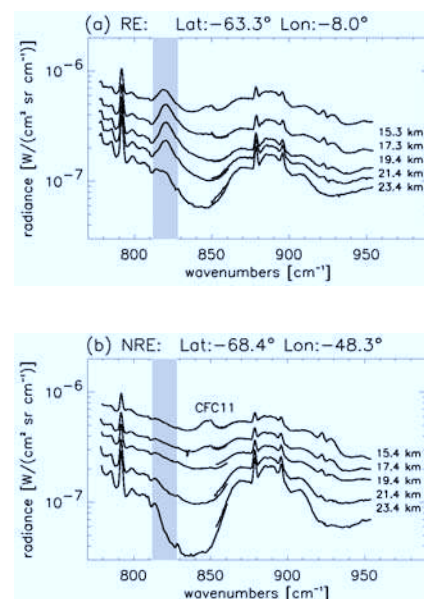 (a) RE: Lat:−63.3° Lon:−8.0°
radiance [W/(cm² sr cm⁻¹)]
10⁻⁶
10⁻⁷
15.3 km
17.3 km
19.4 km
21.4 km
23.4 km
800 850 900 950
wavenumbers [cm⁻¹]
(b) NRE: Lat:−68.4° Lon:−48.3°
radiance [W/(cm² sr cm⁻¹)]
10⁻⁶
10⁻⁷
CFC11
15.4 km
17.4 km
19.4 km
21.4 km
23.4 km
800 850 900 950
wavenumbers [cm⁻¹]